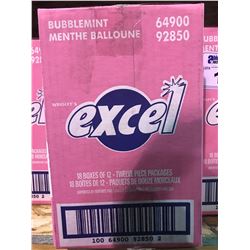 BUBBLEMINT 64900
MENTHE BALLOUNE 92850
WRIGLEY'S
excel
18 BOXES OF 12 - TWELVE PIECE PACKAGES
18 BOÎTES DE 12 - PAQUETS DE DOUZE MORCEAUX
100 64900 92850 2